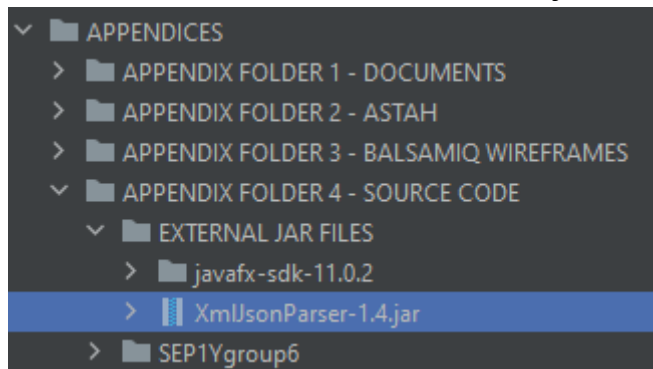 APPENDICES
APPENDIX FOLDER 1 - DOCUMENTS
APPENDIX FOLDER 2 - ASTAH
APPENDIX FOLDER 3 - BALSAMIQ WIREFRAMES
APPENDIX FOLDER 4 - SOURCE CODE
EXTERNAL JAR FILES
javafx-sdk-11.0.2
XmlJsonParser-1.4.jar
SEP1Ygroup6